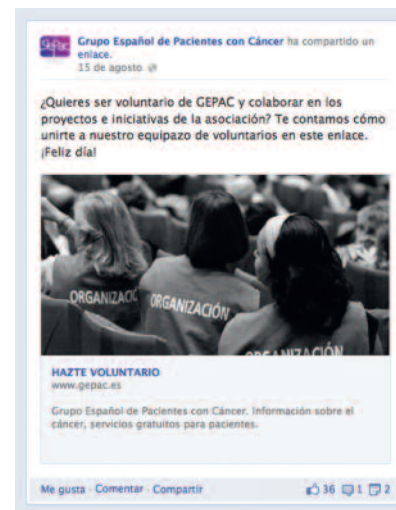 Gepac
Grupo Español de Pacientes con Cáncer ha compartido un
enlace.
15 de agosto
¿Quieres ser voluntario de GEPAC y colaborar en los
proyectos e iniciativas de la asociación? Te contamos cómo
unirte a nuestro equipazo de voluntarios en este enlace.
¡Feliz día!
ORGANIZACIÓN
ORGANIZACIÓN
HAZTE VOLUNTARIO
www.gepac.es
Grupo Español de Pacientes con Cáncer. Información sobre el
cáncer, servicios gratuitos para pacientes.
Me gusta · Comentar · Compartir 36 1 2